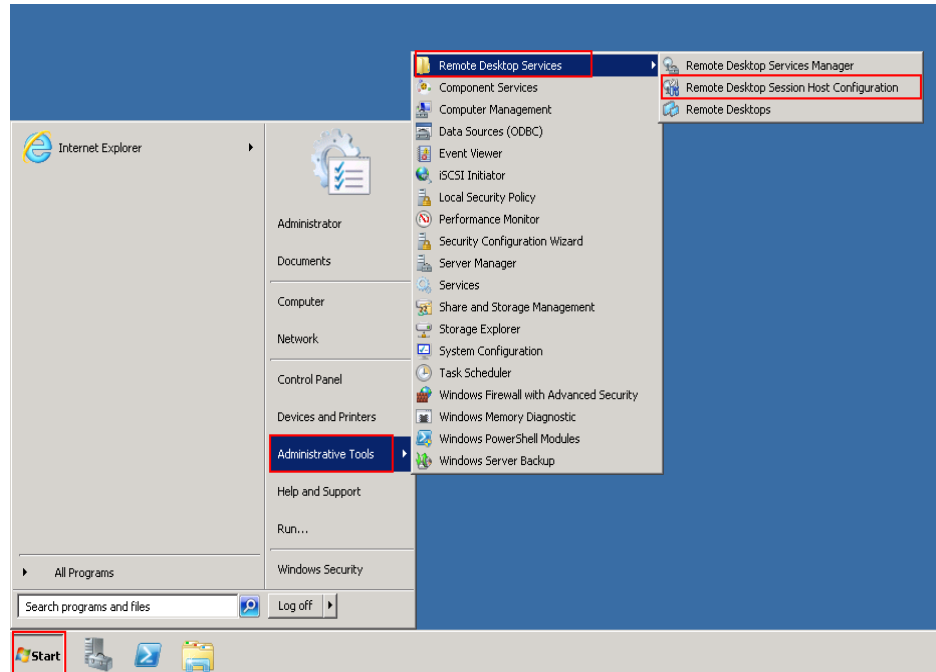 Internet Explorer
All Programs
Search programs and files
Administrator
Documents
Computer
Network
Control Panel
Devices and Printers
Administrative Tools
Help and Support
Run...
Windows Security
Log off
Remote Desktop Services
Component Services
Computer Management
Data Sources (ODBC)
Event Viewer
iSCSI Initiator
Local Security Policy
Performance Monitor
Security Configuration Wizard
Server Manager
Services
Share and Storage Management
Storage Explorer
System Configuration
Task Scheduler
Windows Firewall with Advanced Security
Windows Memory Diagnostic
Windows PowerShell Modules
Windows Server Backup
Remote Desktop Services Manager
Remote Desktop Session Host Configuration
Remote Desktops
Start